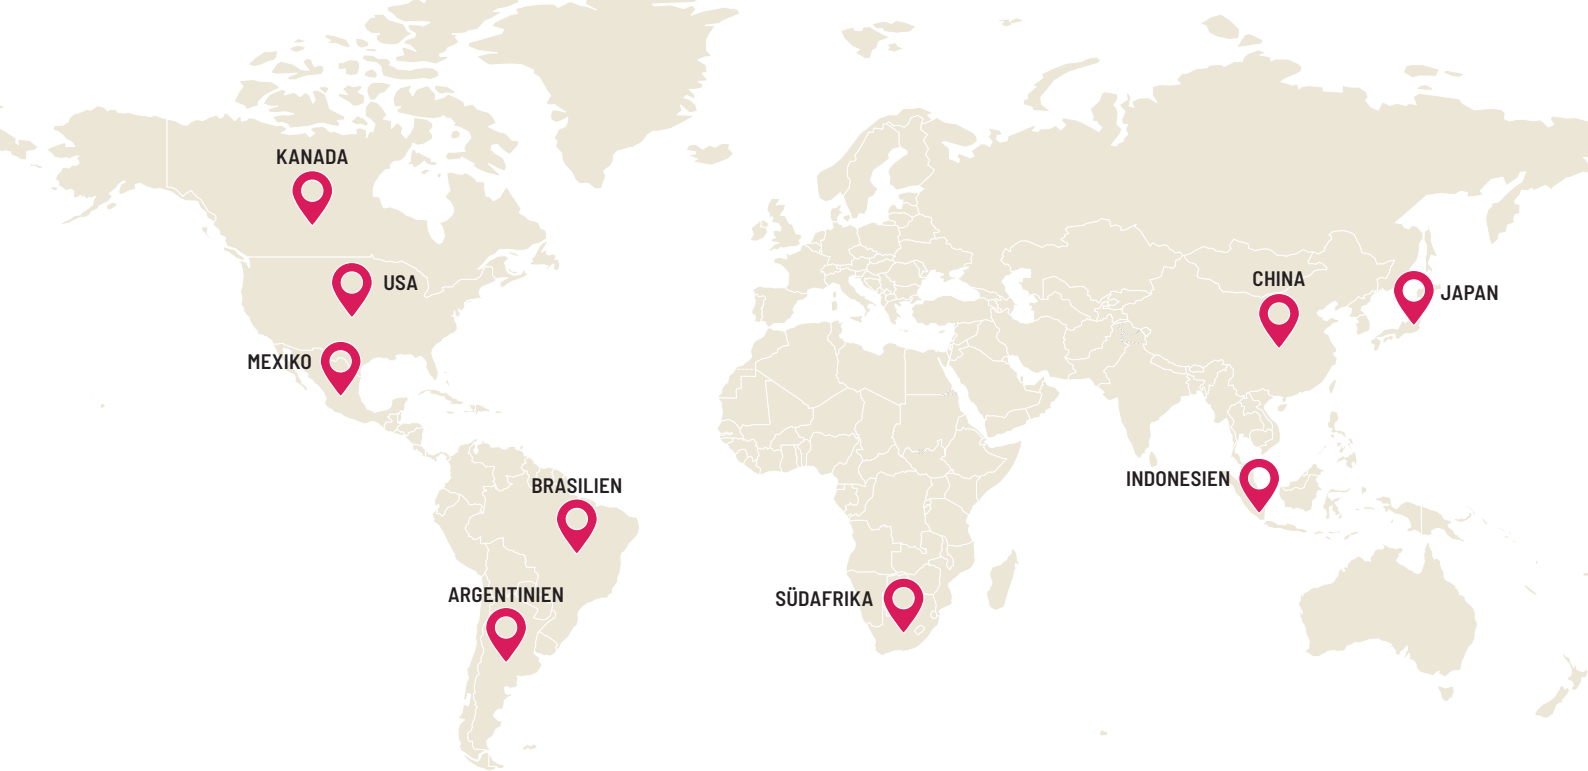 KANADA
USA
CHINA
JAPAN
MEXIKO
INDONESIEN
BRASILIEN
ARGENTINIEN
SÜDAFRIKA